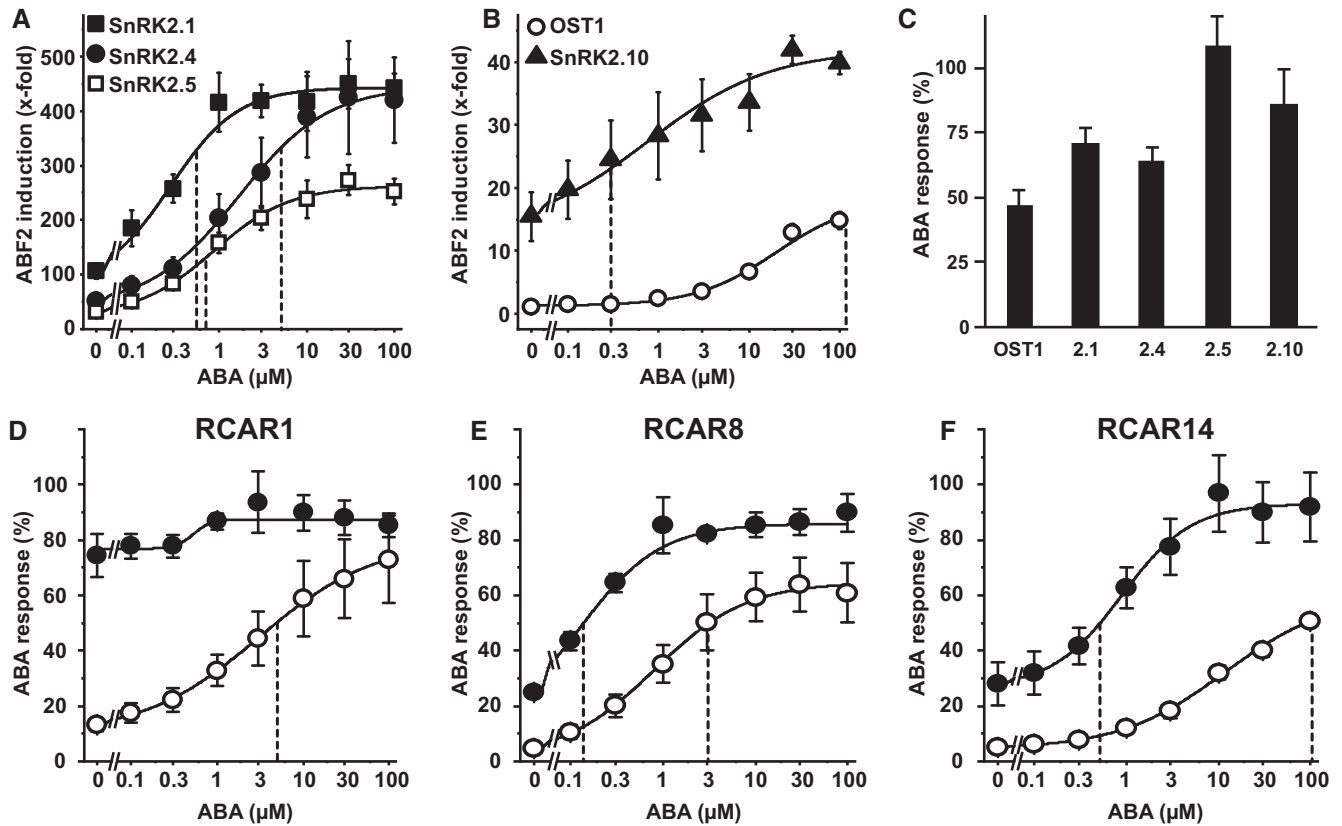 A
SnRK2.1
SnRK2.4
SnRK2.5
ABF2 induction (x-fold)
500
400
300
200
100
0
0 0.1 0.3 1 3 10 30 100
ABA (µM)
B
OST1
SnRK2.10
ABF2 induction (x-fold)
40
30
20
10
0
0 0.1 0.3 1 3 10 30 100
ABA (µM)
C
ABA response (%)
100
75
50
25
0
OST1 2.1 2.4 2.5 2.10
D
RCAR1
ABA response (%)
100
80
60
40
20
0
0 0.1 0.3 1 3 10 30 100
ABA (µM)
E
RCAR8
ABA response (%)
100
80
60
40
20
0
0 0.1 0.3 1 3 10 30 100
ABA (µM)
F
RCAR14
ABA response (%)
100
80
60
40
20
0
0 0.1 0.3 1 3 10 30 100
ABA (µM)